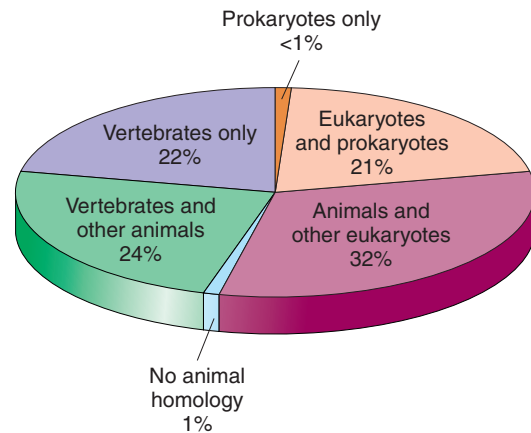 Prokaryotes only
<1%
Eukaryotes
and prokaryotes
21%
Animals and
other eukaryotes
32%
No animal
homology
1%
Vertebrates and
other animals
24%
Vertebrates only
22%